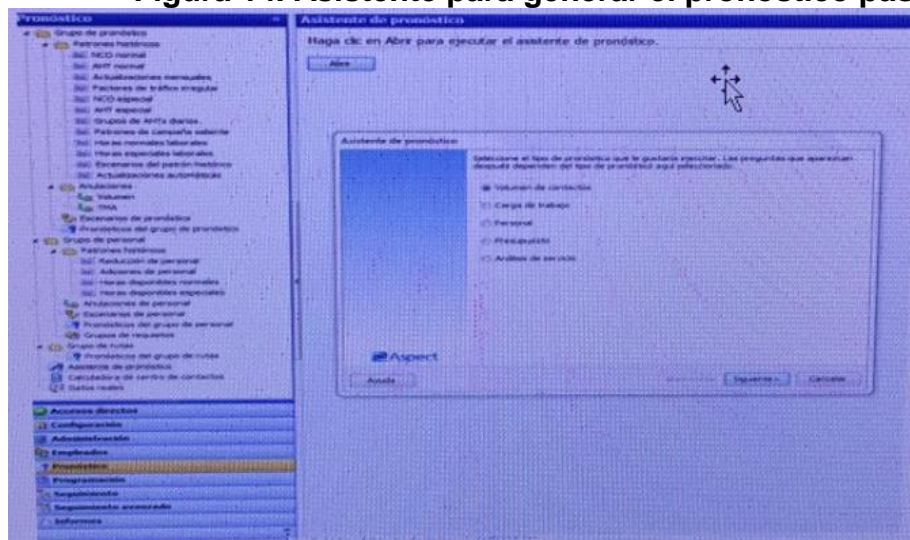 Figura 14. Asistente para generar el pronóstico pas
Pronóstico
Grupo de pronóstico
Patrones históricos
NCO normal
AHT normal
Actualizaciones mensuales
Factores de tráfico irregular
NCO especial
AHT especial
Grupos de AHTs diarios
Patrones de campaña saliente
Horas normales laborales
Horas especiales laborales
Escenarios del patrón histórico
Actualizaciones automáticas
Anulaciones
Volumen
TMA
Escenarios de pronóstico
Pronósticos del grupo de pronóstico
Grupo de personal
Patrones históricos
Reducción de personal
Adiciones de personal
Horas disponibles normales
Horas disponibles especiales
Anulaciones de personal
Escenarios de personal
Pronósticos del grupo de personal
Grupos de requisitos
Grupo de rutas
Pronósticos del grupo de rutas
Asistente de pronóstico
Calculadora de centro de contactos
Datos reales
Accesos directos
Configuración
Administración
Empleados
Pronóstico
Programación
Seguimiento
Seguimiento avanzado
Informes
Asistente de pronóstico
Haga clic en Abrir para ejecutar el asistente de pronóstico.
Abrir
Asistente de pronóstico
Seleccione el tipo de pronóstico que le gustaría ejecutar. Las preguntas que aparezcan
después dependen del tipo de pronóstico aquí seleccionado.
Volumen de contactos
Carga de trabajo
Personal
Presupuesto
Análisis de servicio
Aspect
Ayuda
Siguiente >
Cancelar